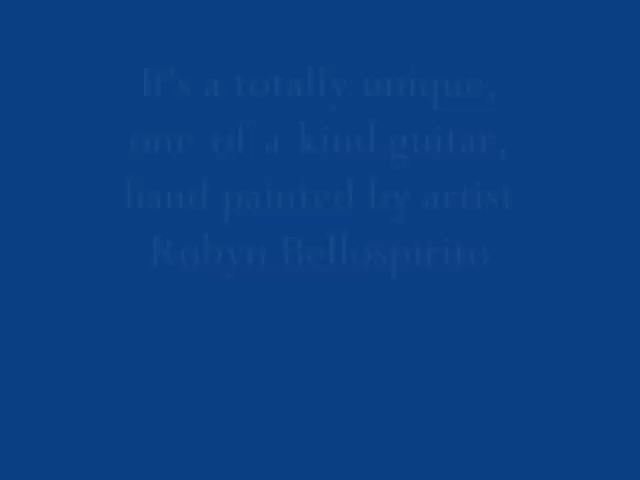 It's a totally unique,
one of a kind guitar,
hand painted by artist
Robyn Bellospirito